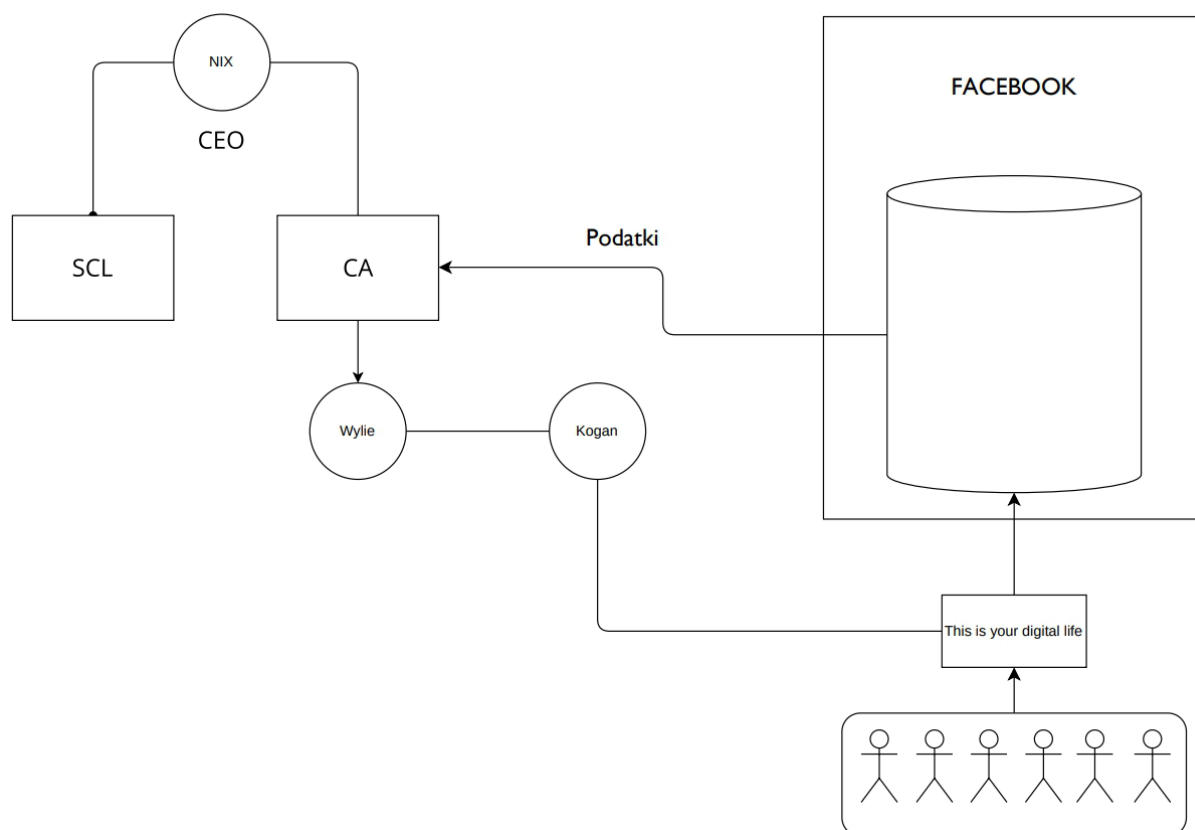 NIX
CEO
FACEBOOK
SCL
CA
Podatki
Wylie
Kogan
This is your digital life